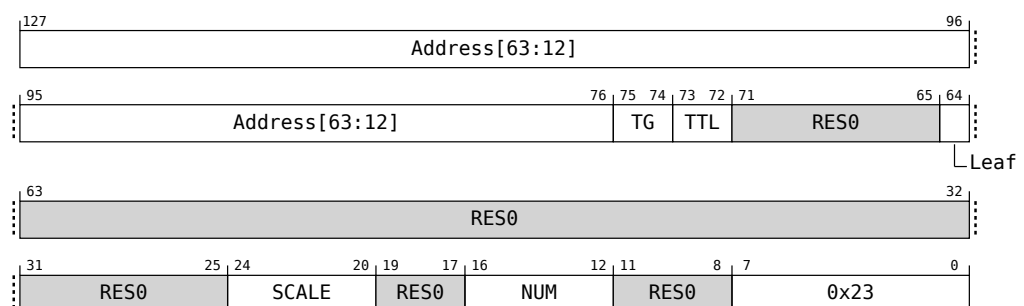 127 96
Address[63:12]
95 76 75 74 73 72 71 65 64
Address[63:12] TG TTL RES0
Leaf
63 32
RES0
31 25 24 20 19 17 16 12 11 8 7 0
RES0 SCALE RES0 NUM RES0 0x23